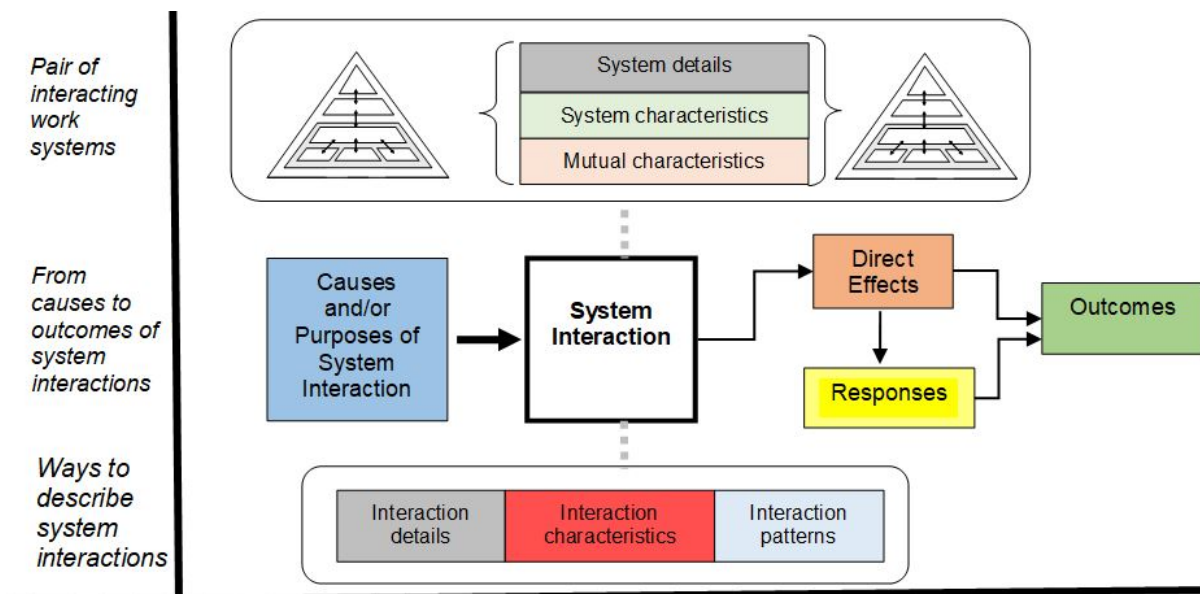 Pair of
interacting
work
systems
System details
System characteristics
Mutual characteristics
From
causes to
outcomes of
system
interactions
Causes
and/or
Purposes of
System
Interaction
System
Interaction
Direct
Effects
Responses
Outcomes
Ways to
describe
system
interactions
Interaction
details
Interaction
characteristics
Interaction
patterns